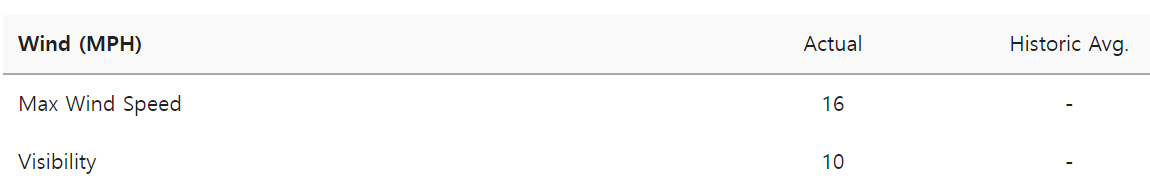 Wind (MPH) Actual Historic Avg.
Max Wind Speed 16 -
Visibility 10 -